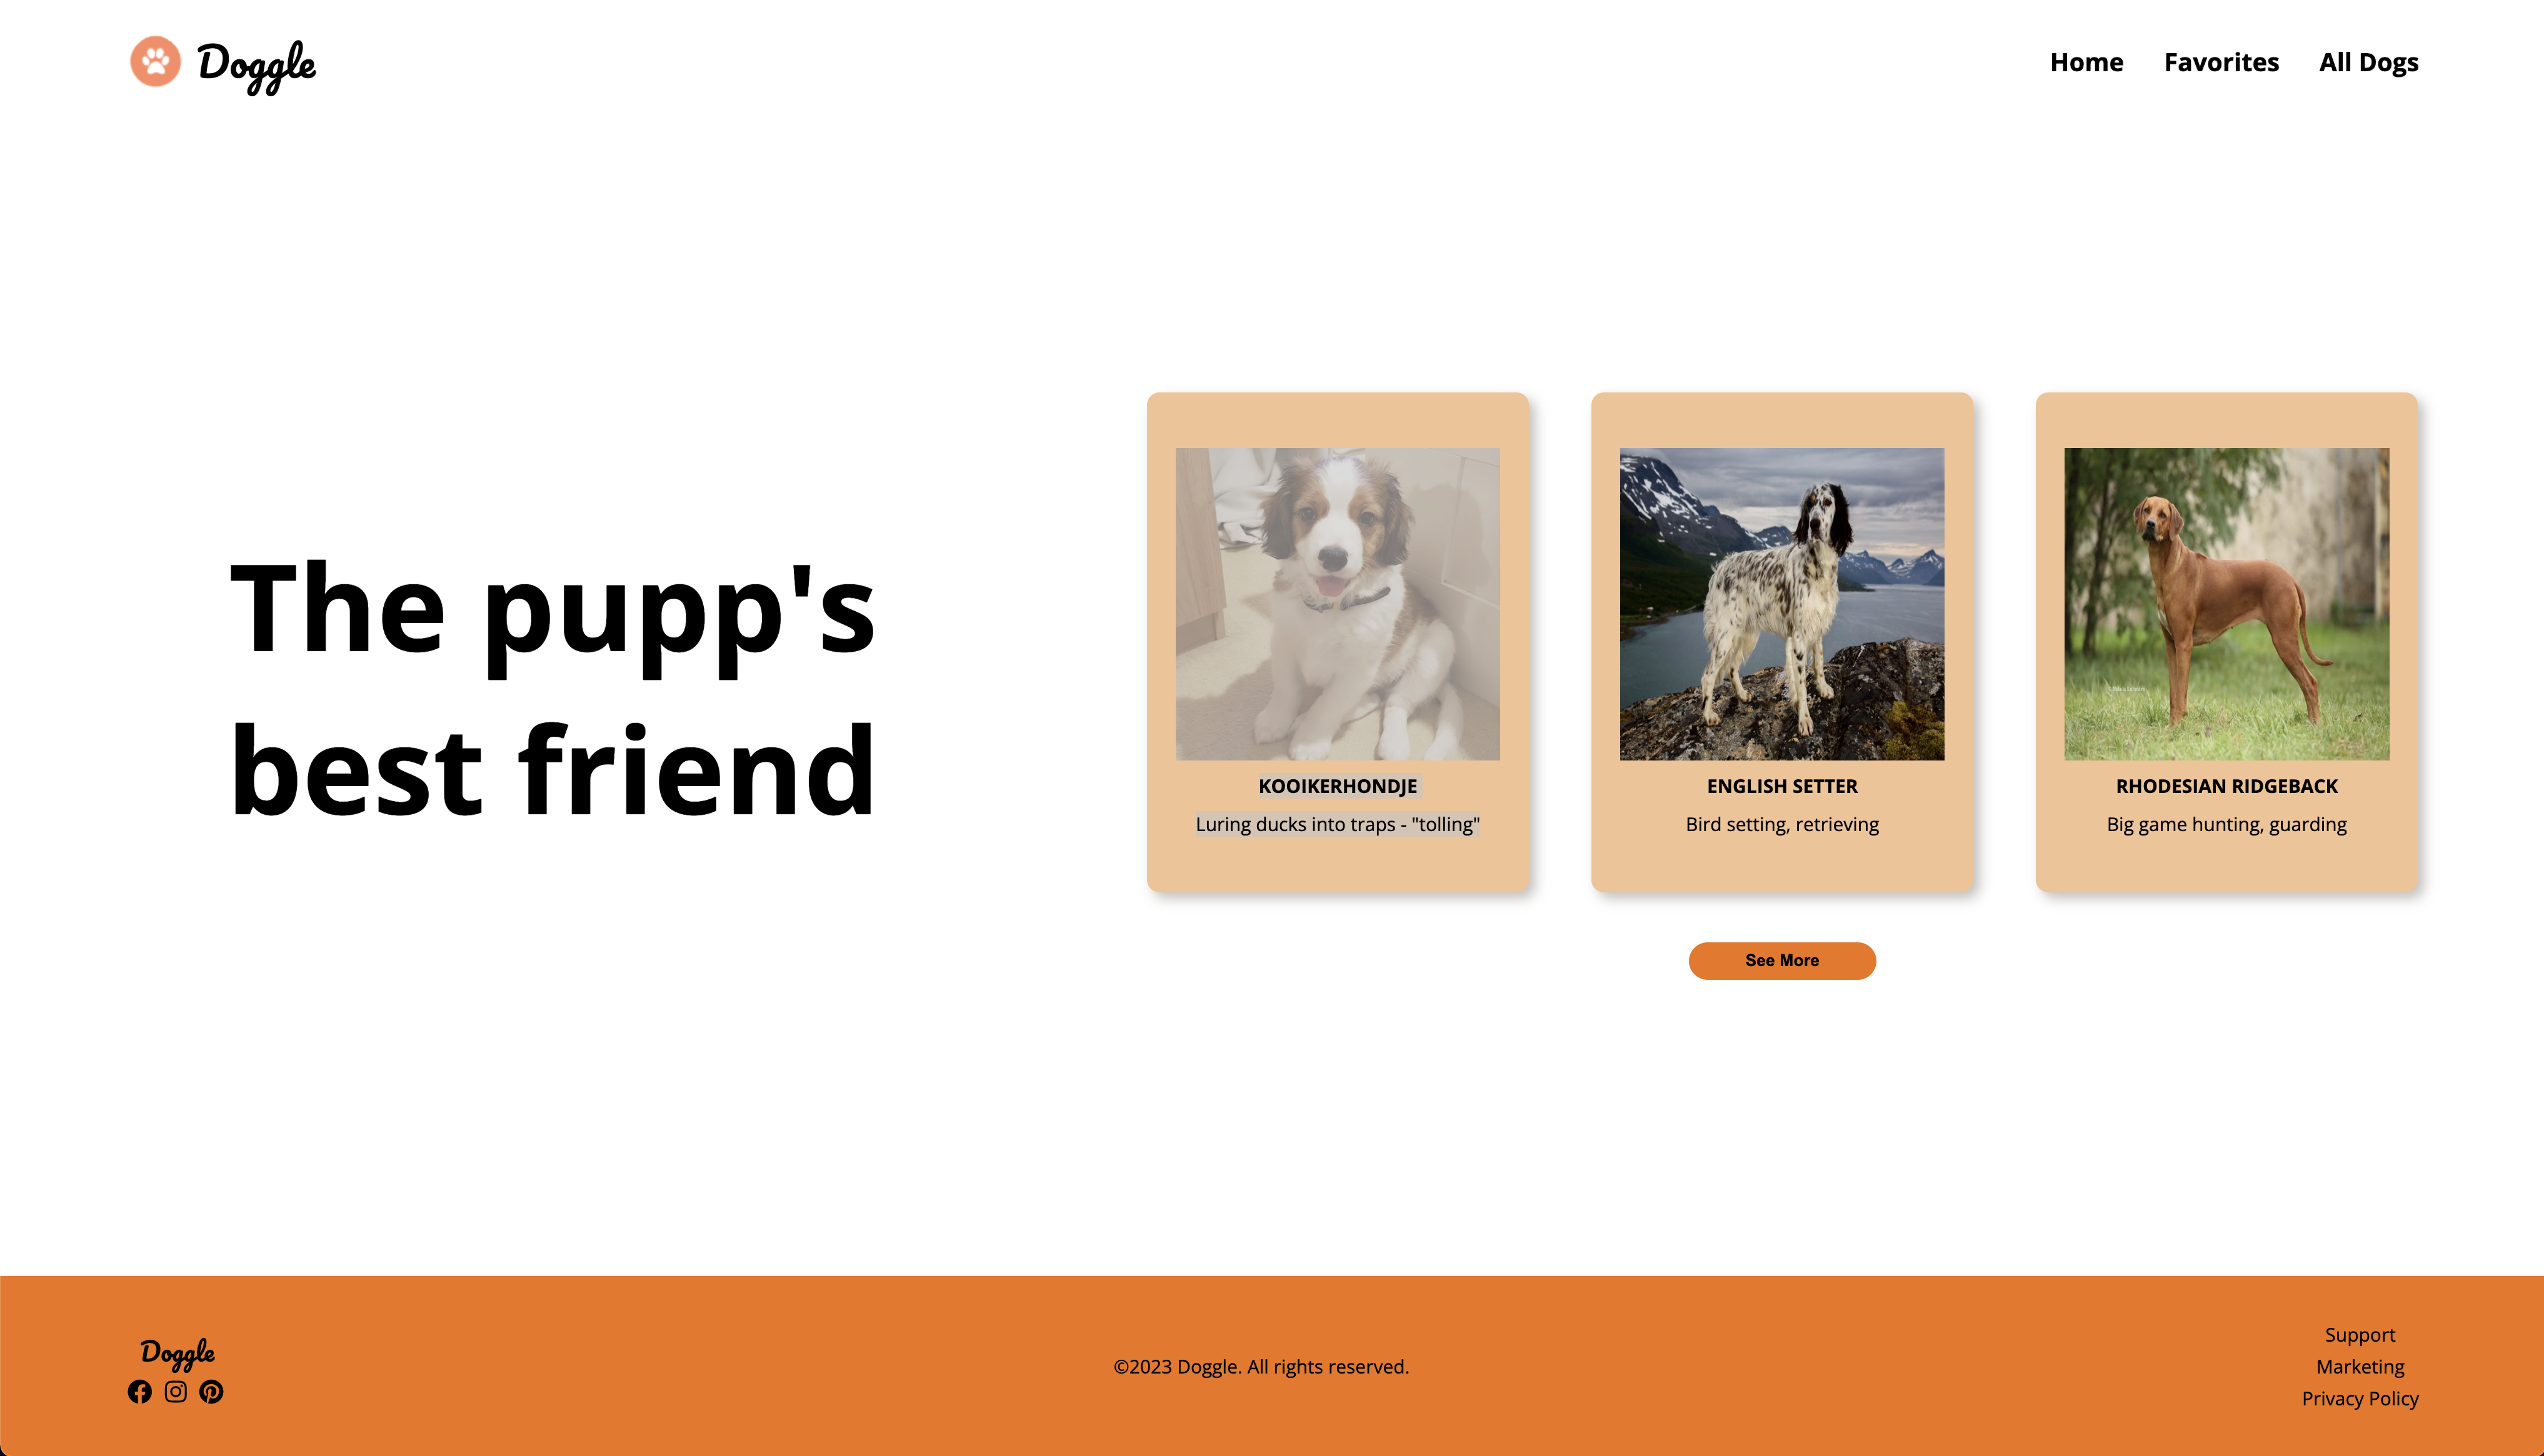 Doggle
Home Favorites All Dogs
The pupp's
best friend
KOOIKERHONDJE
Luring ducks into traps - "tolling"
ENGLISH SETTER
Bird setting, retrieving
RHODESIAN RIDGEBACK
Big game hunting, guarding
See More
Doggle
©2023 Doggle. All rights reserved.
Support
Marketing
Privacy Policy